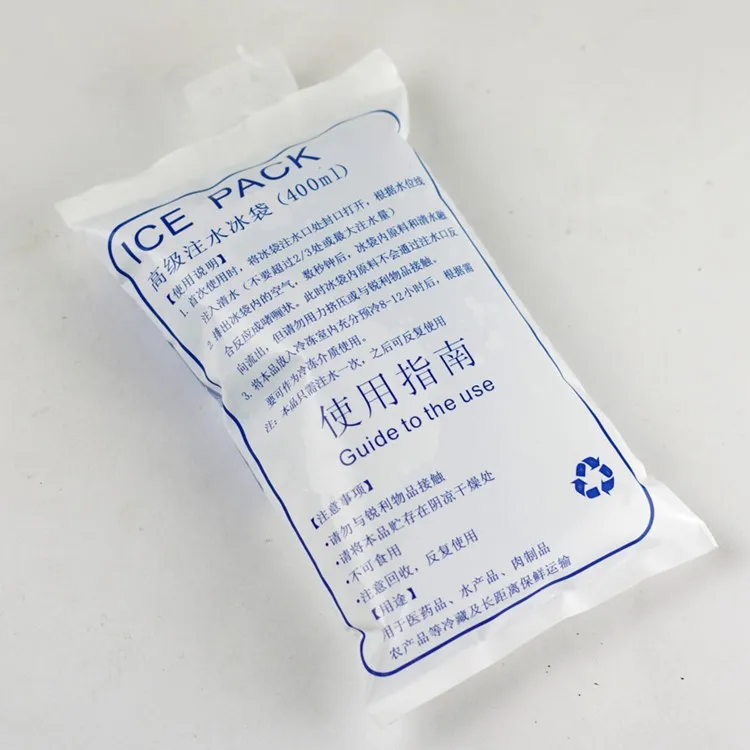 ICE PACK
高级注水冰袋(400ml)
【使用说明】
1. 首次使用时，将冰袋注水口处封口打开，根据水位线
注入清水（不要超过2/3处或最大注水量）
2.排出冰袋内的空气，数秒钟后，冰袋内原料和清水融
合反应成啫喱状。此时冰袋内原料不会通过注水口反
向流出，但请勿用力挤压或与锐利物品接触。
3. 将本品放入冷冻室内充分预冷8-12小时后，根据需
要可作为冷冻介质使用。
注：本品只需注水一次，之后可反复使用
使用指南
Guide to the use
【注意事项】
·请勿与锐利物品接触
·请将本品贮存在阴凉干燥处
·不可食用
·注意回收，反复使用
【用途】
用于医药品、水产品、肉制品
农产品等冷藏及长距离保鲜运输